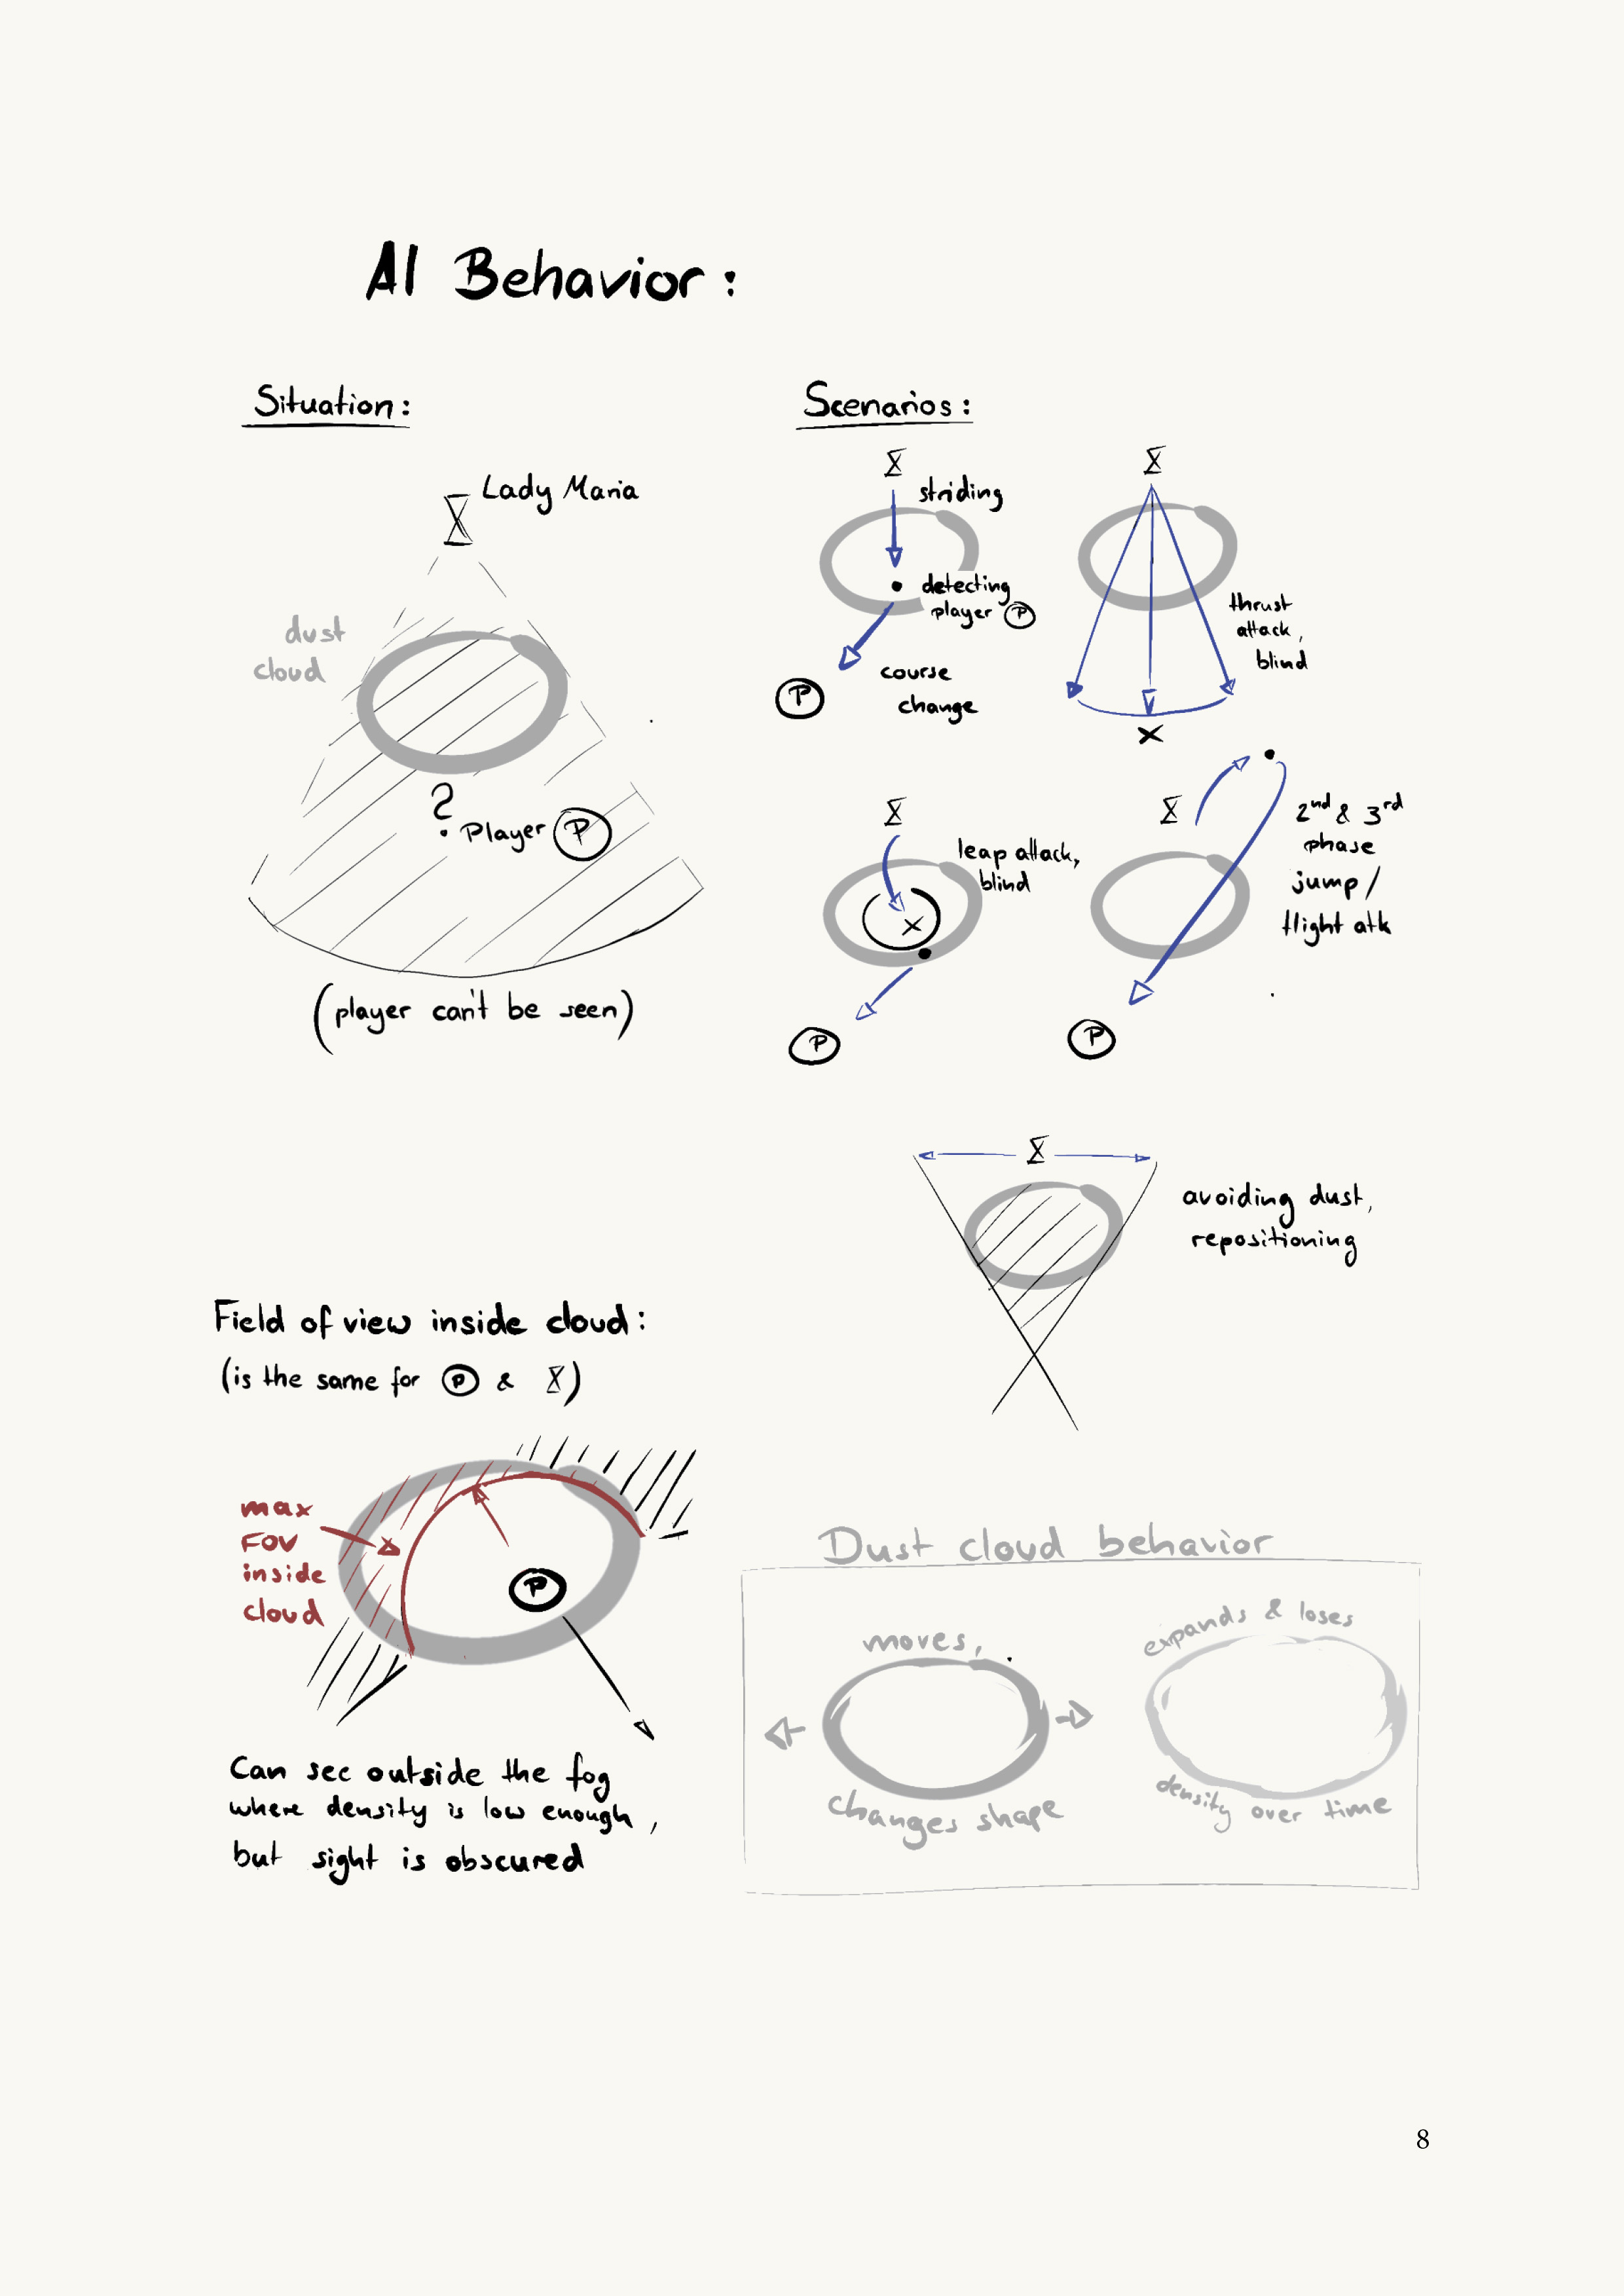 AI Behavior:
Situation:
Lady Maria
dust
cloud
?
Player P
(player can't be seen)
Scenarios:
striding
detecting
player P
course
change
P
thrust
attack,
blind
X
leap attack,
blind
X
P
2nd & 3rd
phase
jump/
flight atk
P
avoiding dust,
repositioning
Field of view inside cloud:
(is the same for P & X)
max
FOV
inside
cloud
P
Can see outside the fog
where density is low enough,
but sight is obscured
Dust cloud behavior
moves,
changes shape
expands & loses
density over time
8